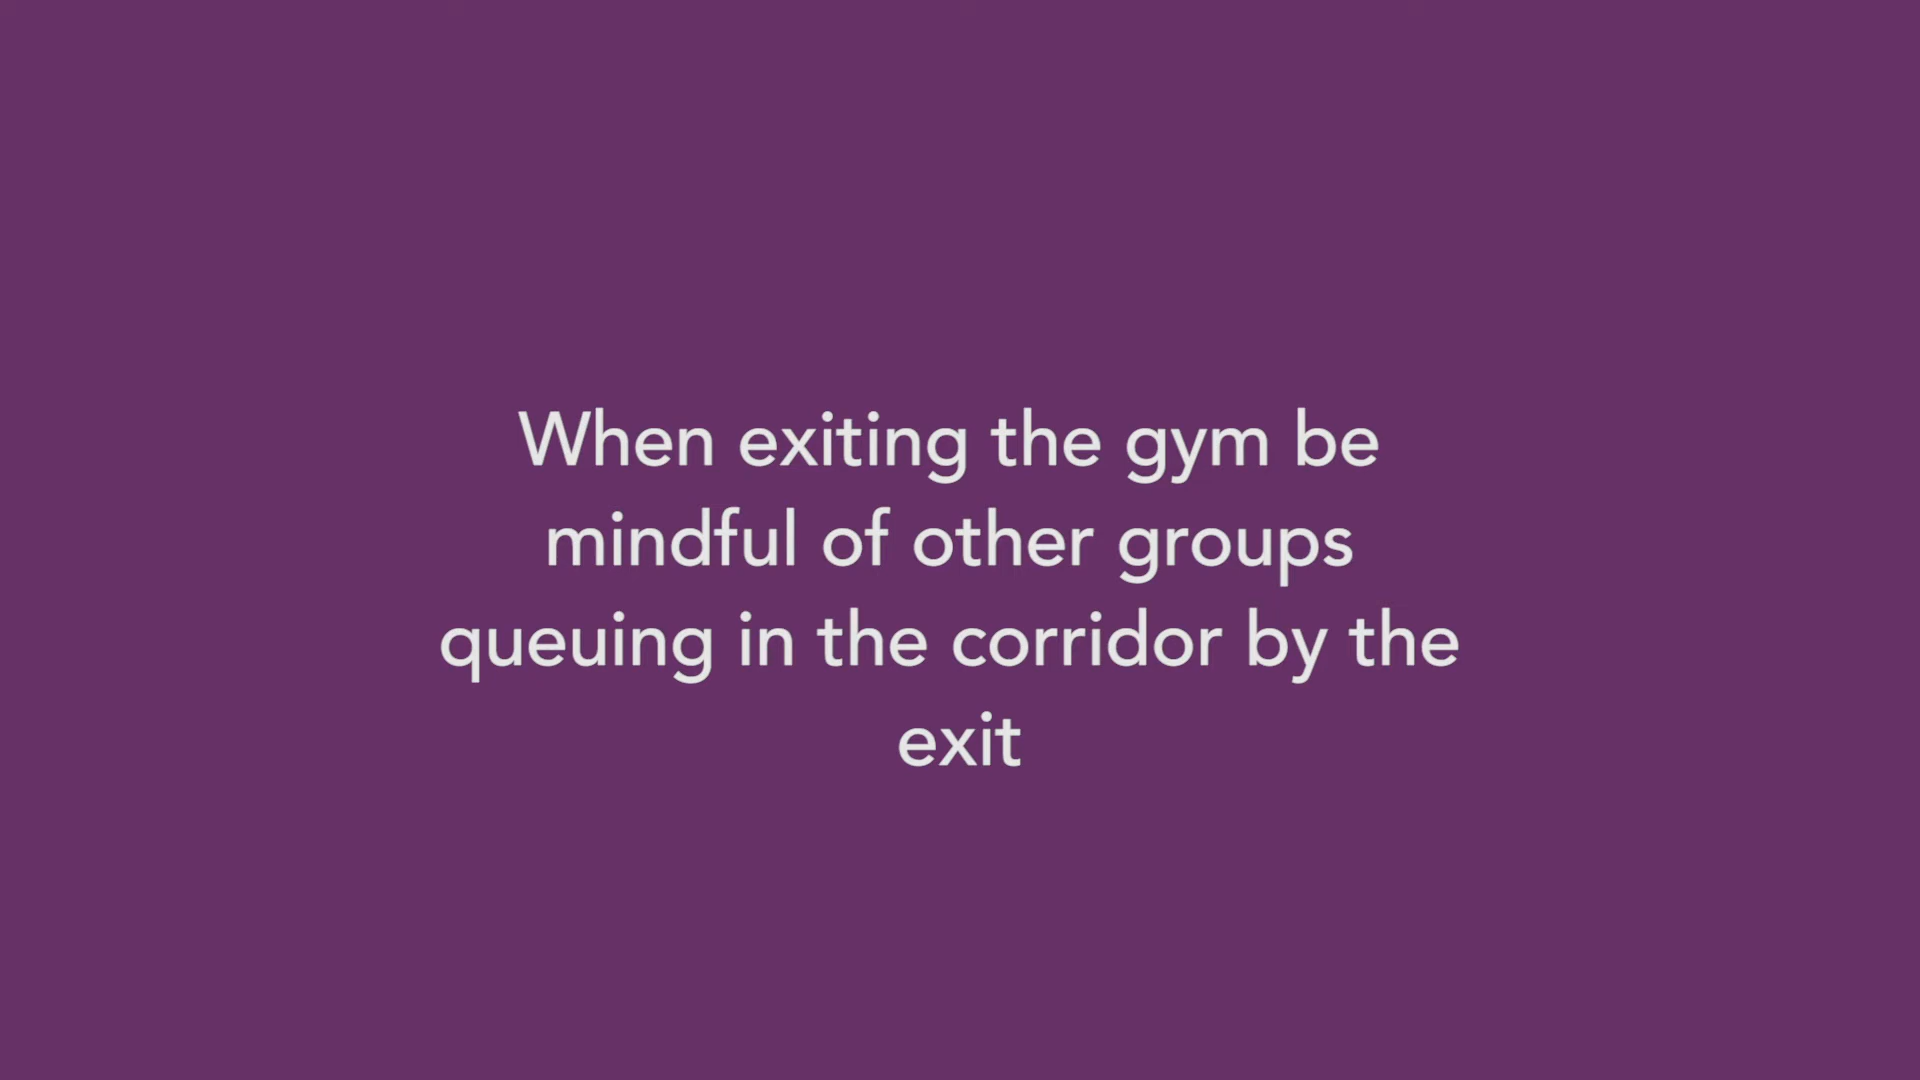 When exiting the gym be
mindful of other groups
queuing in the corridor by the
exit